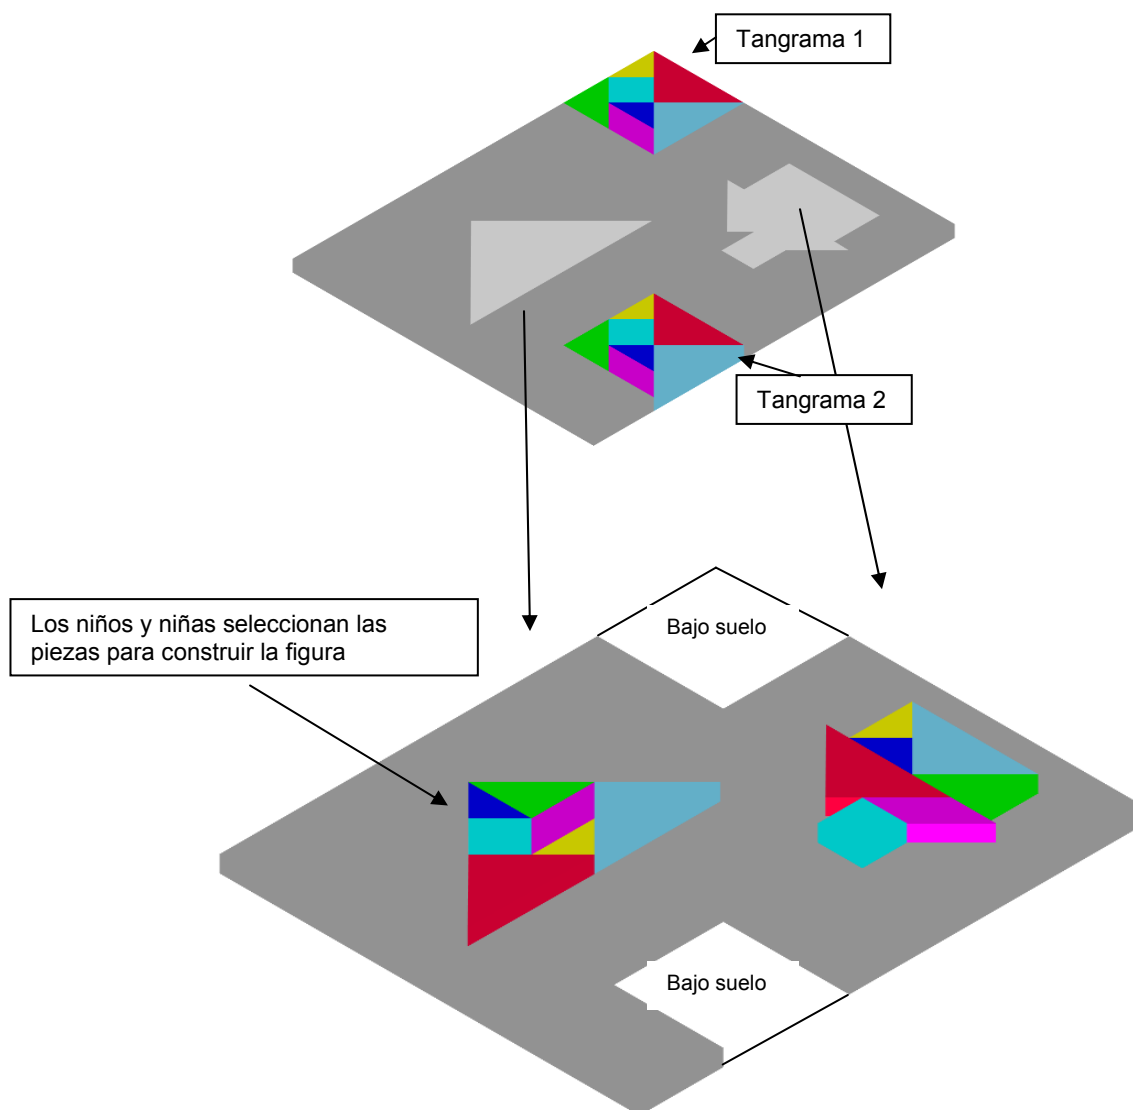 Tangrama 1
Tangrama 2
Los niños y niñas seleccionan las
piezas para construir la figura
Bajo suelo
Bajo suelo